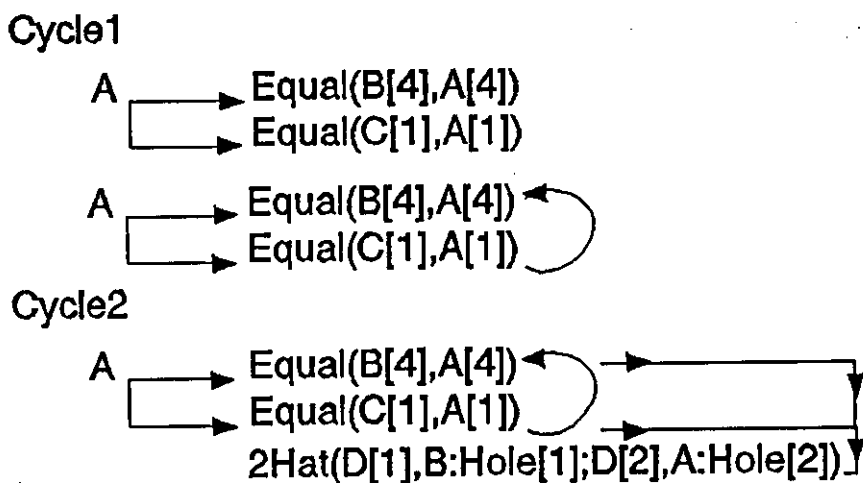 Cycle1
A Equal(B[4],A[4])
Equal(C[1],A[1])
A Equal(B[4],A[4])
Equal(C[1],A[1])
Cycle2
A Equal(B[4],A[4])
Equal(C[1],A[1])
2Hat(D[1],B:Hole[1];D[2],A:Hole[2])